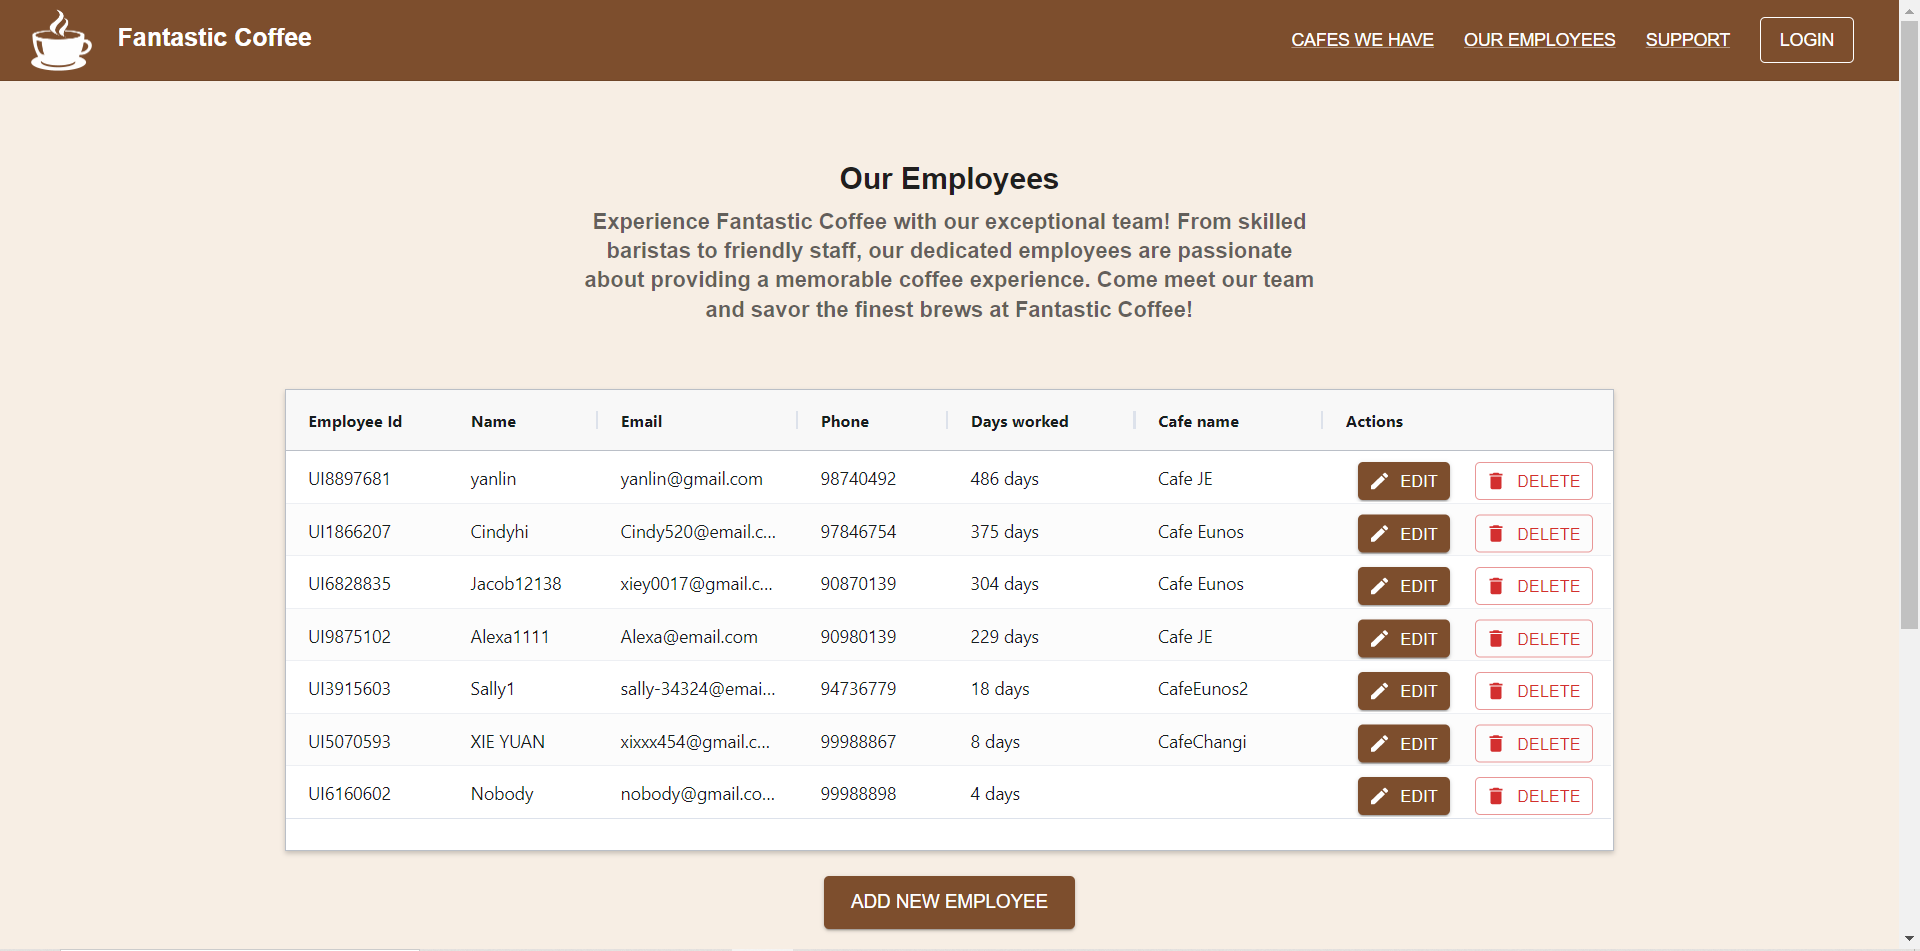 Fantastic Coffee
CAFES WE HAVE OUR EMPLOYEES SUPPORT LOGIN
Our Employees
Experience Fantastic Coffee with our exceptional team! From skilled
baristas to friendly staff, our dedicated employees are passionate
about providing a memorable coffee experience. Come meet our team
and savor the finest brews at Fantastic Coffee!
Employee Id Name Email Phone Days worked Cafe name Actions
UI8897681 yanlin yanlin@gmail.com 98740492 486 days Cafe JE EDIT DELETE
UI1866207 Cindyhi Cindy520@email.c... 97846754 375 days Cafe Eunos EDIT DELETE
UI6828835 Jacob12138 xiey0017@gmail.c... 90870139 304 days Cafe Eunos EDIT DELETE
UI9875102 Alexa1111 Alexa@email.com 90980139 229 days Cafe JE EDIT DELETE
UI3915603 Sally1 sally-34324@emai... 94736779 18 days CafeEunos2 EDIT DELETE
UI5070593 XIE YUAN xixxx454@gmail.c... 99988867 8 days CafeChangi EDIT DELETE
UI6160602 Nobody nobody@gmail.co... 99988898 4 days EDIT DELETE
ADD NEW EMPLOYEE